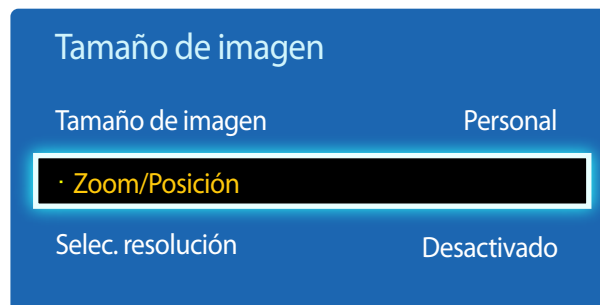 Tamaño de imagen
Tamaño de imagen Personal
· Zoom/Posición
Selec. resolución Desactivado